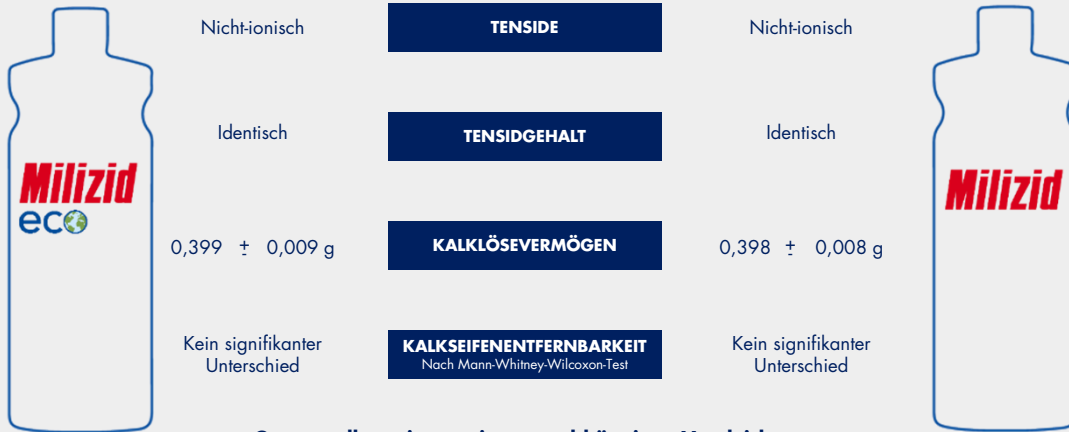 Nicht-ionisch TENSIDE Nicht-ionisch
Identisch TENSIDGEHALT Identisch
Milizid
eco
Milizid
0,399 ± 0,009 g KALKLÖSEVERMÖGEN 0,398 ± 0,008 g
Kein signifikanter
Unterschied
KALKSEIFENENTFERNBARKEIT
Nach Mann-Whitney-Wilcoxon-Test
Kein signifikanter
Unterschied